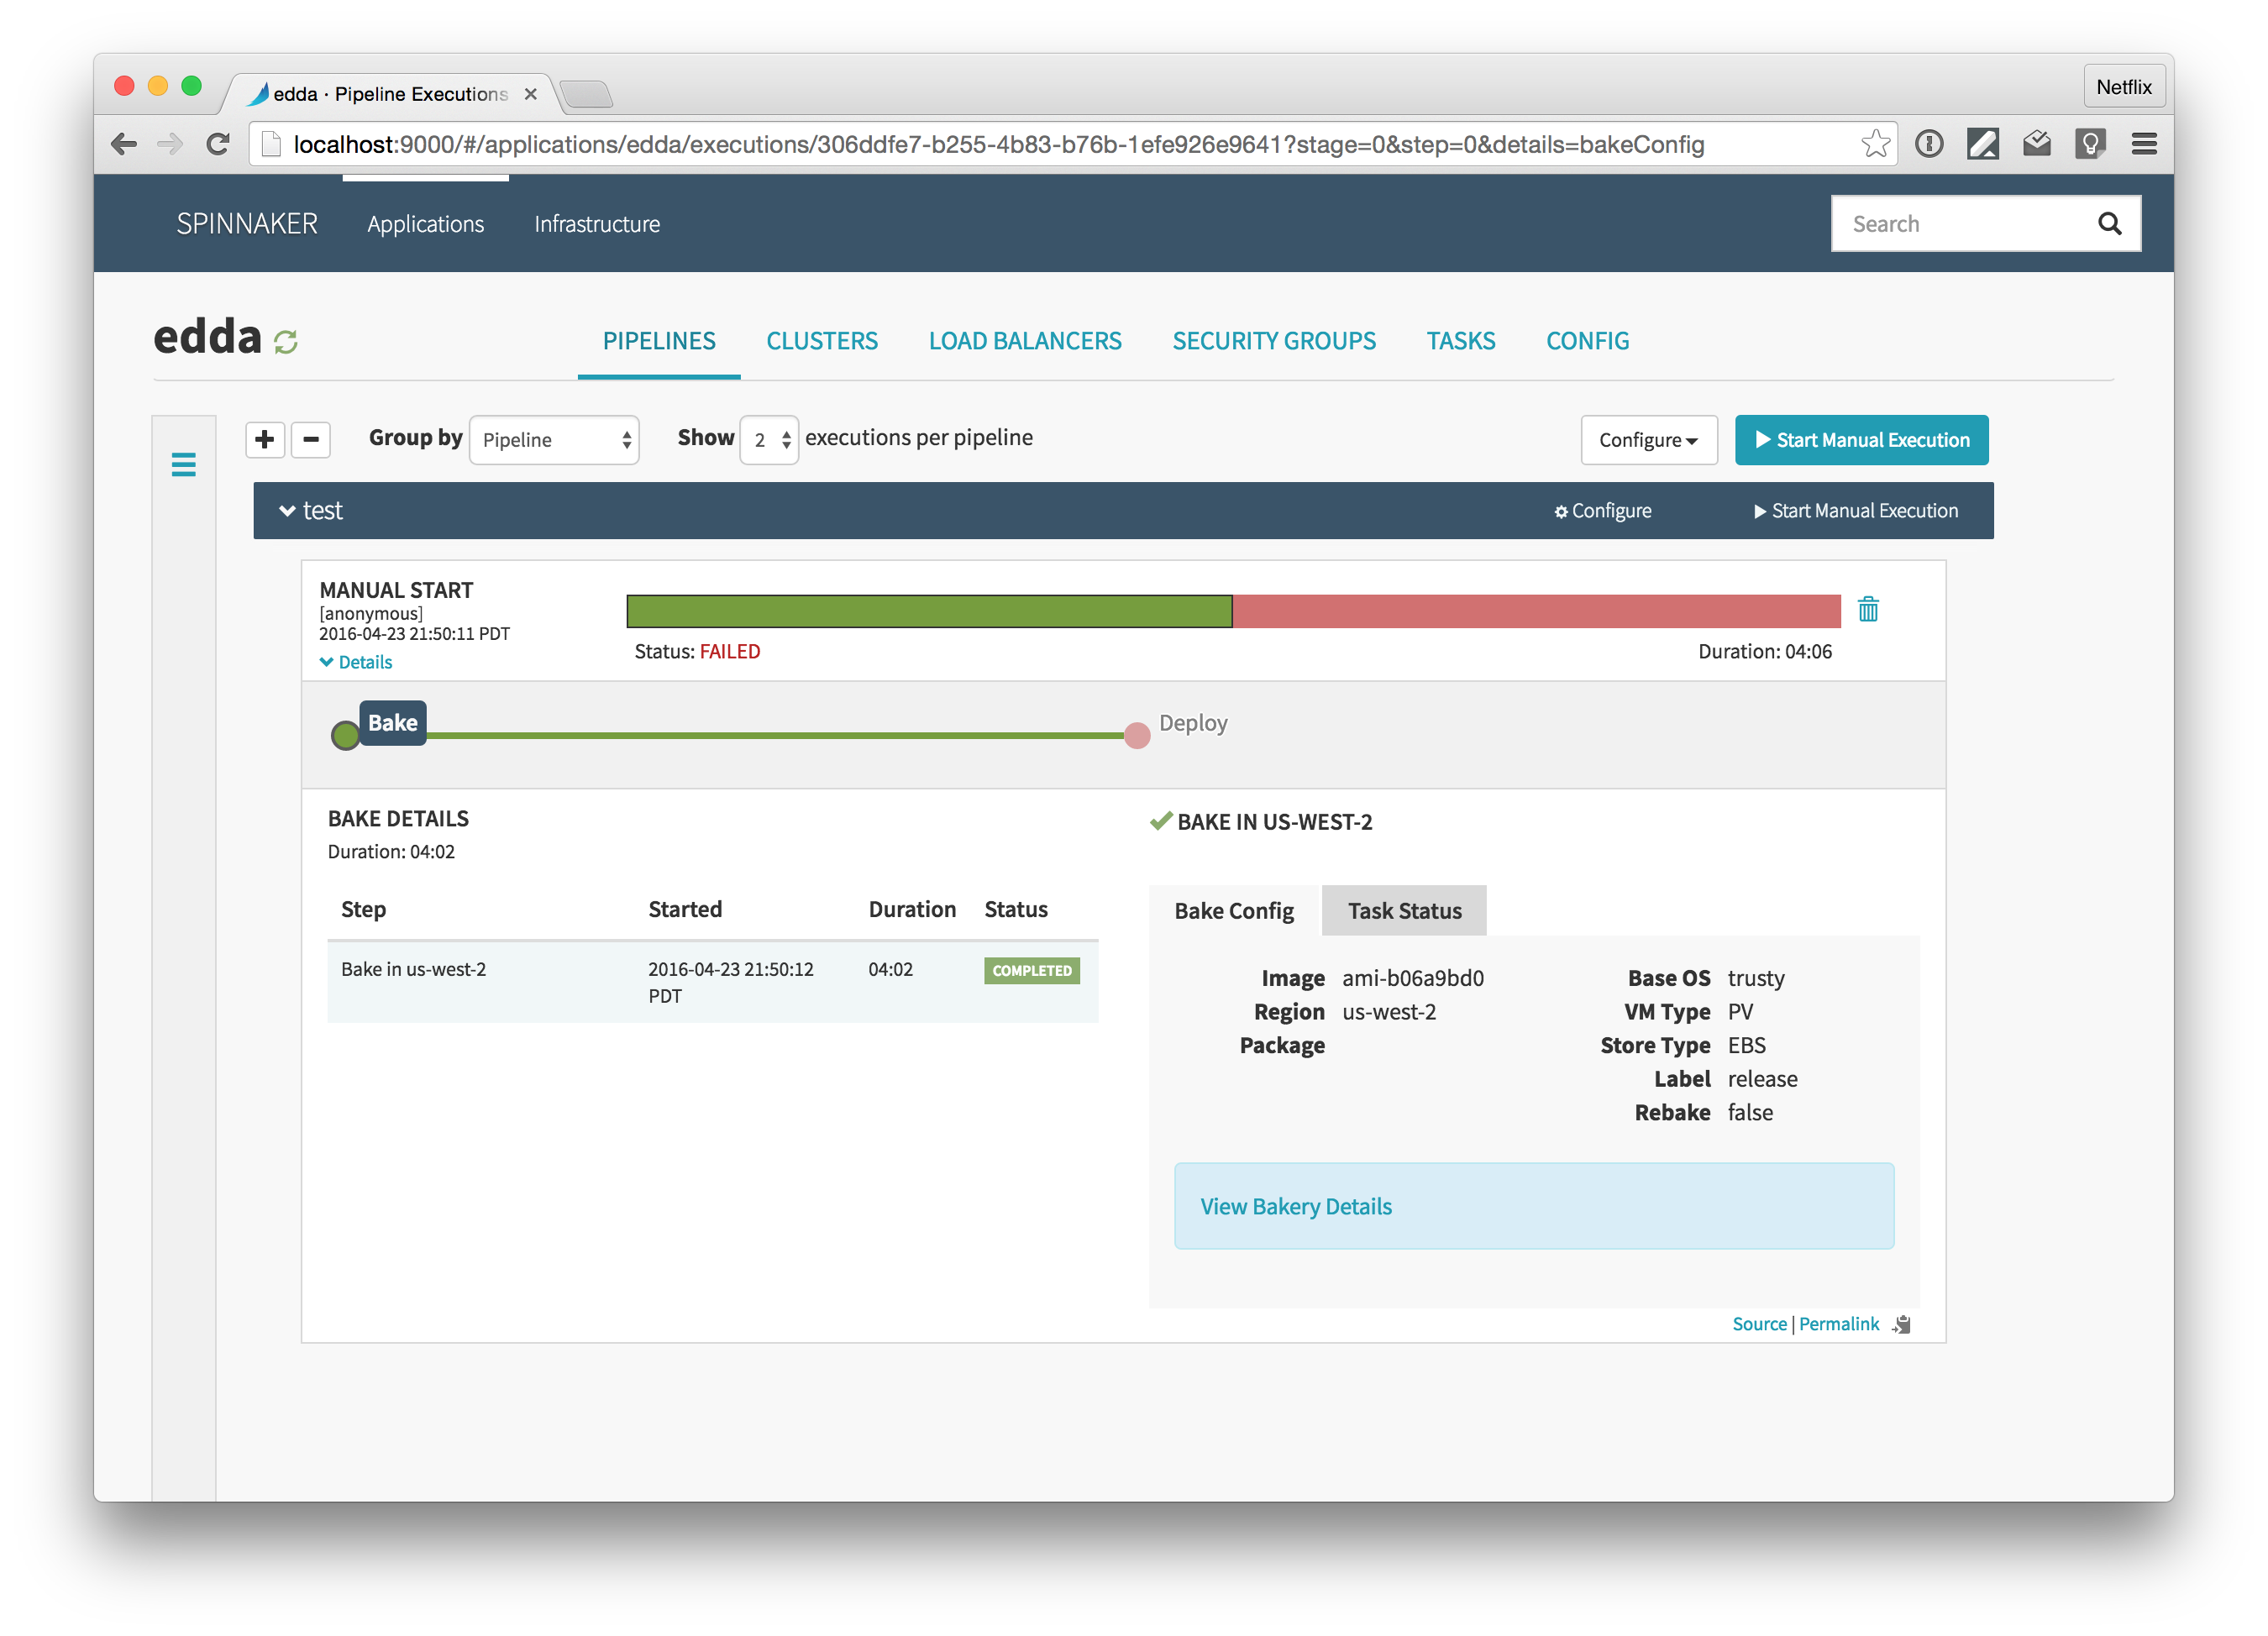 edda · Pipeline Executions
Netflix
localhost:9000/#/applications/edda/executions/306ddfe7-b255-4b83-b76b-1efe926e9641?stage=0&step=0&details=bakeConfig
SPINNAKER Applications Infrastructure Search
edda PIPELINES CLUSTERS LOAD BALANCERS SECURITY GROUPS TASKS CONFIG
Group by Pipeline Show 2 executions per pipeline Configure Start Manual Execution
test Configure Start Manual Execution
MANUAL START
[anonymous]
2016-04-23 21:50:11 PDT
Details
Status: FAILED Duration: 04:06
Bake Deploy
BAKE DETAILS
Duration: 04:02
Step Started Duration Status
Bake in us-west-2 2016-04-23 21:50:12 PDT 04:02 COMPLETED
BAKE IN US-WEST-2
Bake Config Task Status
Image ami-b06a9bd0
Region us-west-2
Package
Base OS trusty
VM Type PV
Store Type EBS
Label release
Rebake false
View Bakery Details
Source | Permalink